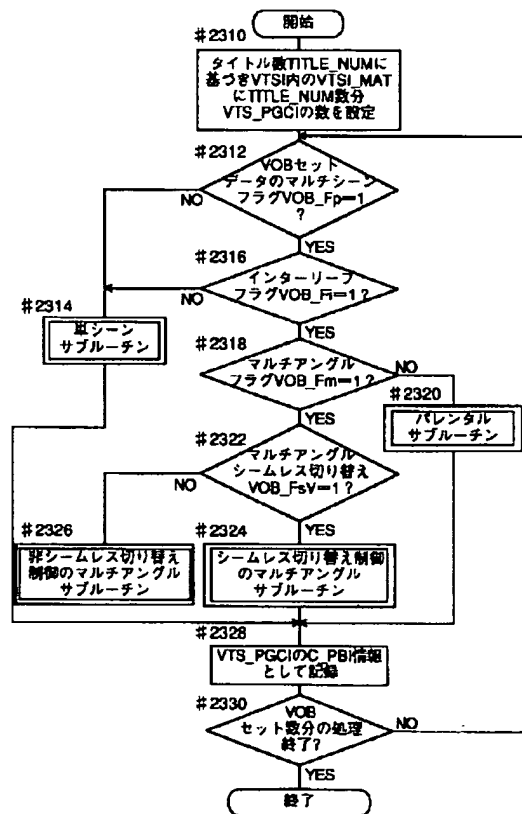 開始
#2310
タイトル数TITLE_NUMに
基づきVTSI内のVTSI_MAT
にTITLE_NUM数分
VTS_PGCIの数を設定
#2312
VOBセット
データのマルチシーン
フラグVOB_Fp=1
?
NO
YES
#2316
インターリーブ
フラグVOB_Fi=1?
NO
YES
#2314
単シーン
サブルーチン
#2318
マルチアングル
フラグVOB_Fm=1?
NO
YES
#2320
パレンタル
サブルーチン
#2322
マルチアングル
シームレス切り替え
VOB_FsV=1?
NO
YES
#2326
非シームレス切り替え
制御のマルチアングル
サブルーチン
#2324
シームレス切り替え制御
のマルチアングル
サブルーチン
#2328
VTS_PGCIのC_PBI情報
として記録
#2330
VOB
セット数分の処理
終了?
NO
YES
終了